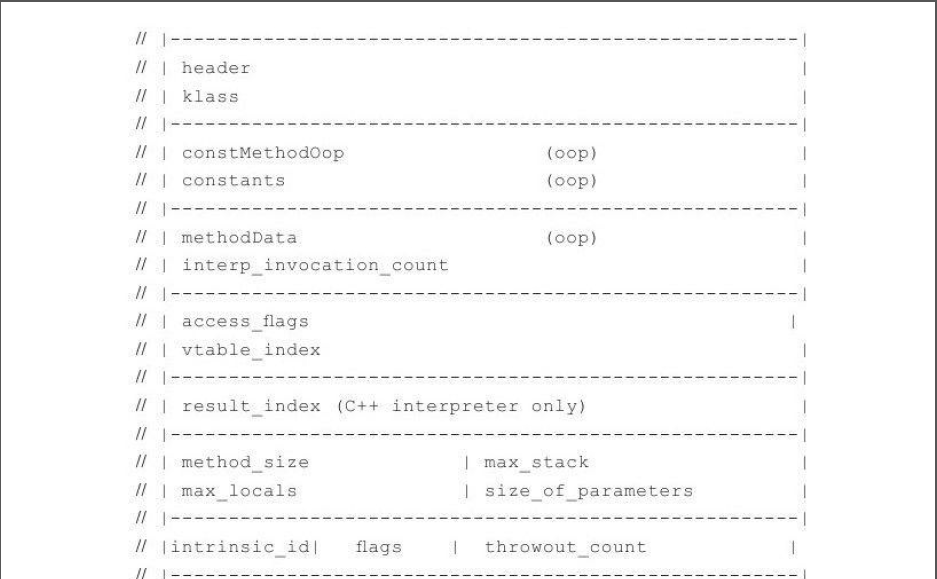 // |------------------------------------------------------|
// | header                                               |
// | klass                                                |
// |------------------------------------------------------|
// | constMethodOop                 (oop)                 |
// | constants                      (oop)                 |
// |------------------------------------------------------|
// | methodData                     (oop)                 |
// | interp_invocation_count                              |
// |------------------------------------------------------|
// | access_flags                                        |
// | vtable_index                                         |
// |------------------------------------------------------|
// | result_index (C++ interpreter only)                  |
// |------------------------------------------------------|
// | method_size             | max_stack                  |
// | max_locals              | size_of_parameters         |
// |------------------------------------------------------|
// |intrinsic_id|   flags    |  throwout_count            |
// |------------------------------------------------------|